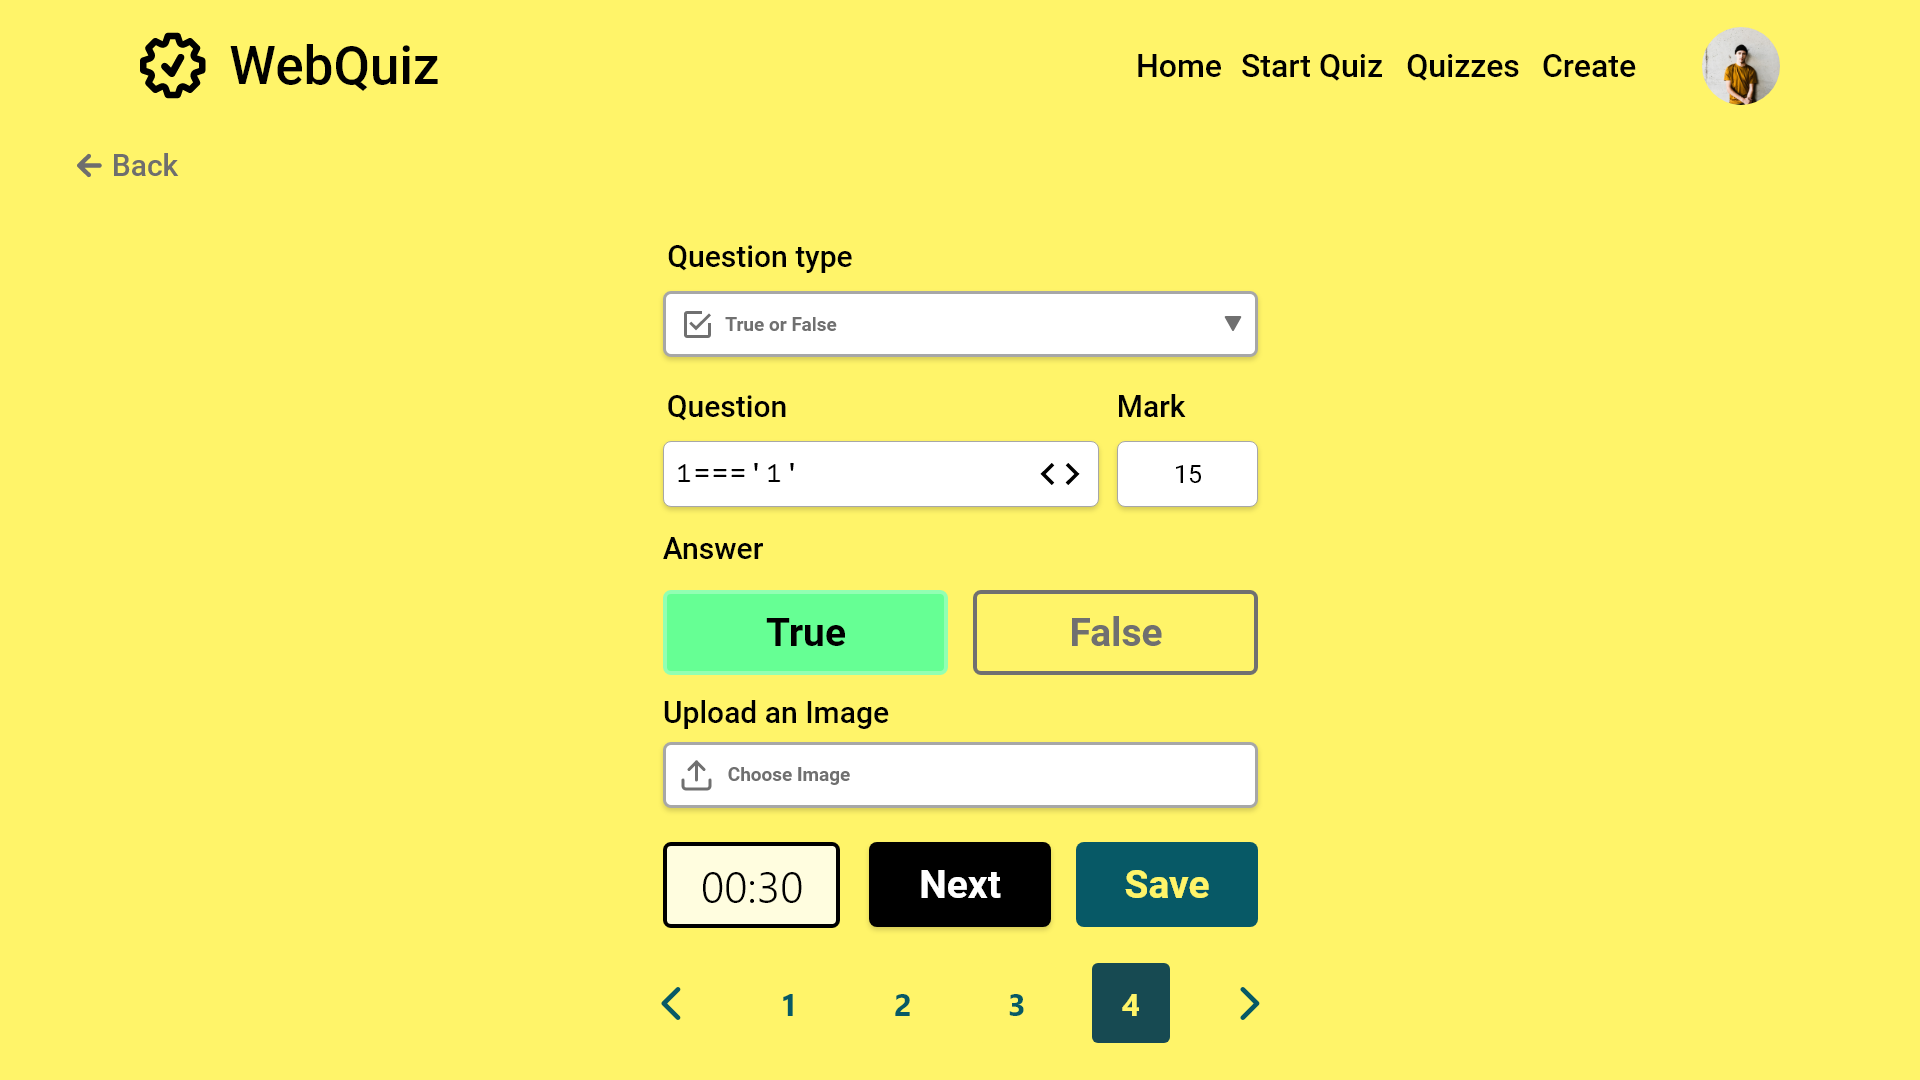 WebQuiz
Home Start Quiz Quizzes Create
Back
Question type
True or False
Question Mark
1==='1' 15
Answer
True False
Upload an Image
Choose Image
00:30 Next Save
1 2 3 4